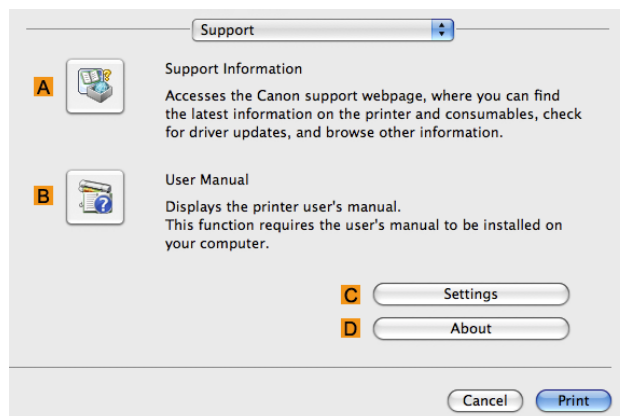 Support
A
Support Information
Accesses the Canon support webpage, where you can find
the latest information on the printer and consumables, check
for driver updates, and browse other information.
B
User Manual
Displays the printer user's manual.
This function requires the user's manual to be installed on
your computer.
C Settings
D About
Cancel Print